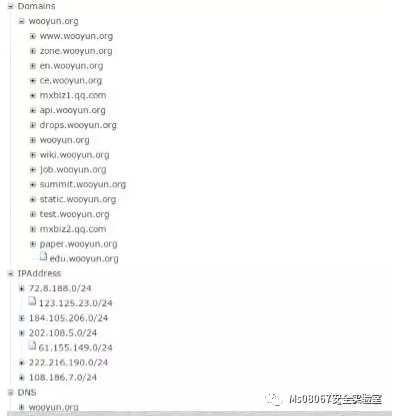 Domains
wooyun.org
www.wooyun.org
zone.wooyun.org
en.wooyun.org
ce.wooyun.org
mxbiz1.qq.com
api.wooyun.org
drops.wooyun.org
wooyun.org
wiki.wooyun.org
job.wooyun.org
summit.wooyun.org
static.wooyun.org
test.wooyun.org
mxbiz2.qq.com
paper.wooyun.org
edu.wooyun.org
IPAddress
72.8.188.0/24
123.125.23.0/24
184.105.206.0/24
202.108.5.0/24
61.155.149.0/24
222.216.190.0/24
108.186.7.0/24
DNS
wooyun.org
Ms08067安全实验室